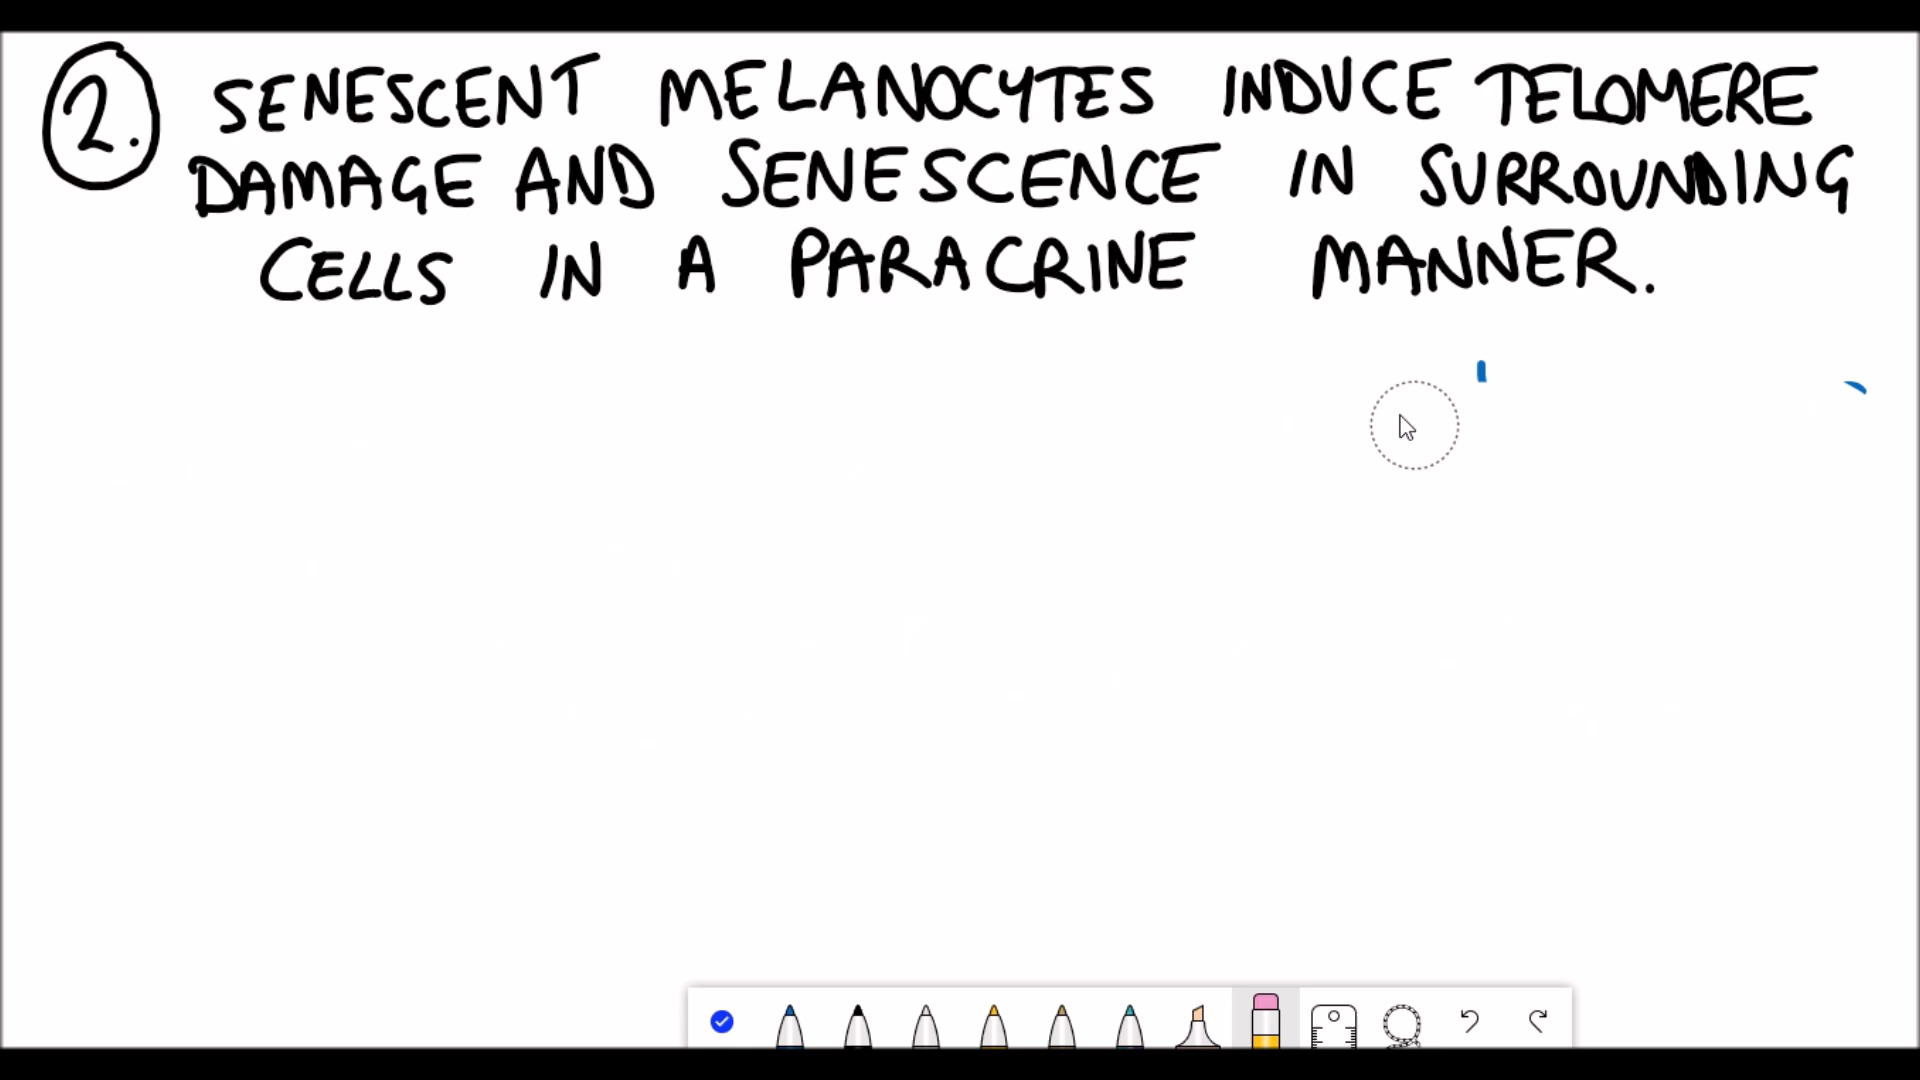 2. SENESCENT MELANOCYTES INDUCE TELOMERE
DAMAGE AND SENESCENCE IN SURROUNDING
CELLS IN A PARACRINE MANNER.